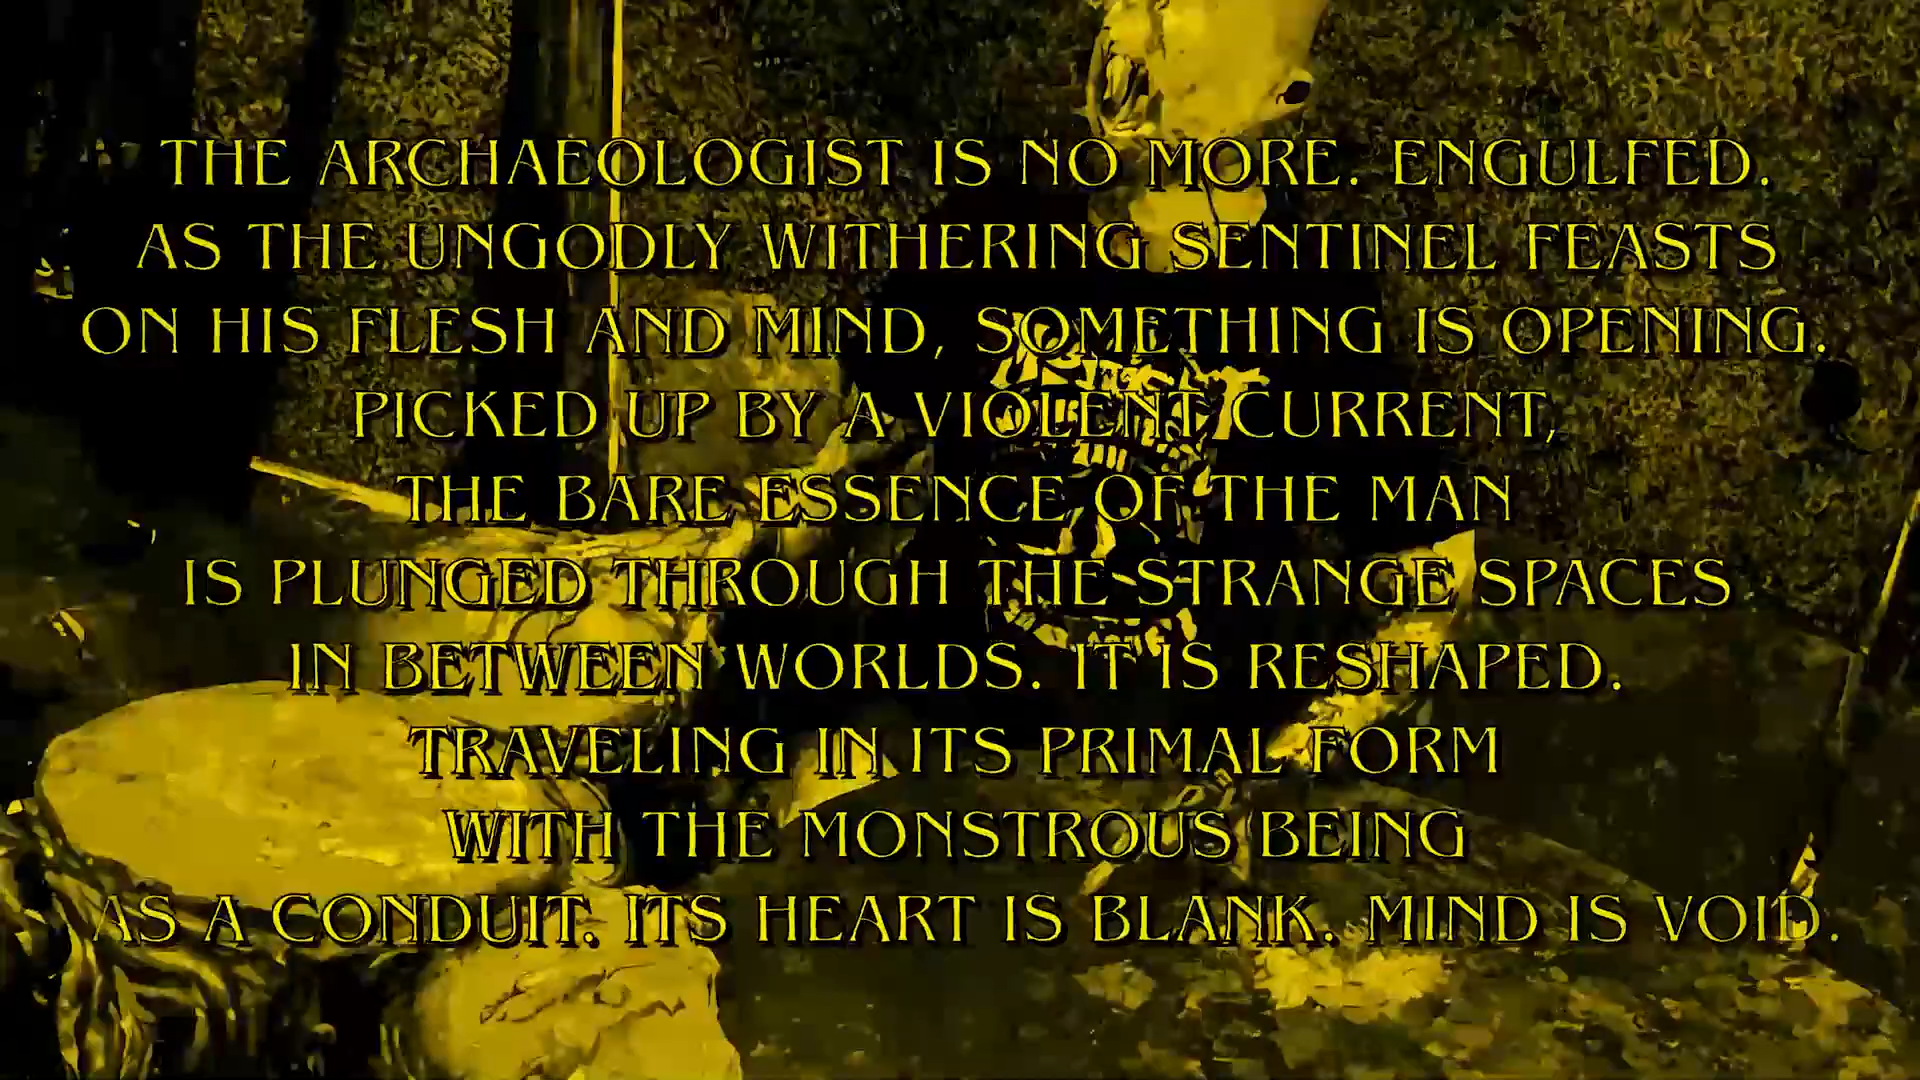 THE ARCHAEOLOGIST IS NO MORE. ENGULFED.
AS THE UNGODLY WITHERING SENTINEL FEASTS
ON HIS FLESH AND MIND, SOMETHING IS OPENING.
PICKED UP BY A VIOLENT CURRENT,
THE BARE ESSENCE OF THE MAN
IS PLUNGED THROUGH THE STRANGE SPACES
IN BETWEEN WORLDS. IT IS RESHAPED.
TRAVELING IN ITS PRIMAL FORM
WITH THE MONSTROUS BEING
AS A CONDUIT. ITS HEART IS BLANK. MIND IS VOID.